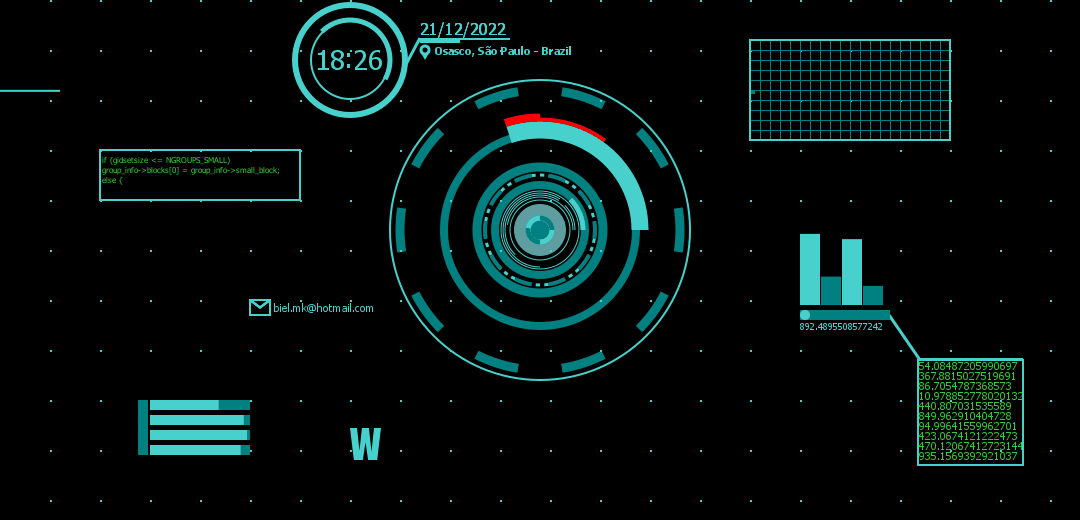 21/12/2022
18:26
Osasco, São Paulo - Brazil
if (gidsetsize <= NGROUPS_SMALL)
group_info->blocks[0] = group_info->small_block;
else {
biel.mk@hotmail.com
892.4895508577242
54.08487205990697
367.8815027519691
86.7054787368573
10.978852778020132
440.807031535589
849.962910404728
94.99641559962701
423.0674121222473
470.12067412723144
935.1569392921037
W